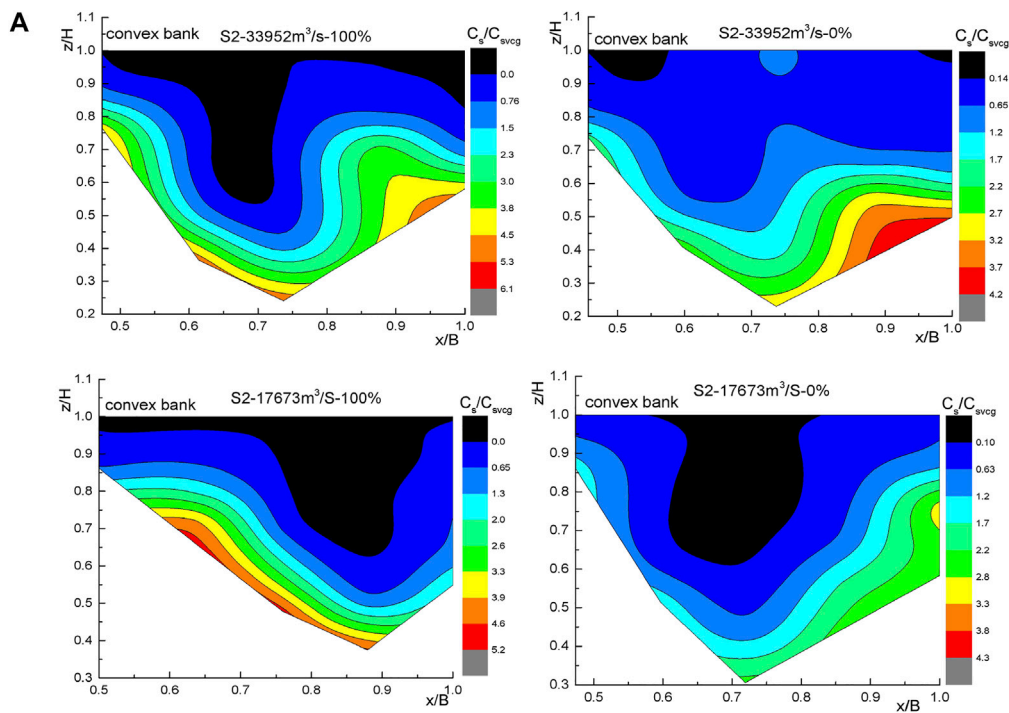 A
S2-33952m³/s-100%
convex bank
z/H
1.1
1.0
0.9
0.8
0.7
0.6
0.5
0.4
0.3
0.2
0.5 0.6 0.7 0.8 0.9 1.0
x/B
Cs/Csvcg
0.0
0.76
1.5
2.3
3.0
3.8
4.5
5.3
6.1
S2-33952m³/s-0%
convex bank
z/H
1.1
1.0
0.9
0.8
0.7
0.6
0.5
0.4
0.3
0.2
0.5 0.6 0.7 0.8 0.9 1.0
x/B
Cs/Csvcg
0.14
0.65
1.2
1.7
2.2
2.7
3.2
3.7
4.2
S2-17673m³/S-100%
convex bank
z/H
1.0
0.9
0.8
0.7
0.6
0.5
0.4
0.3
0.5 0.6 0.7 0.8 0.9 1.0
x/B
Cs/Csvcg
0.0
0.65
1.3
2.0
2.6
3.3
3.9
4.6
5.2
S2-17673m³/S-0%
convex bank
z/H
1.0
0.9
0.8
0.7
0.6
0.5
0.4
0.3
0.5 0.6 0.7 0.8 0.9 1.0
x/B
Cs/Csvcg
0.10
0.63
1.2
1.7
2.2
2.8
3.3
3.8
4.3